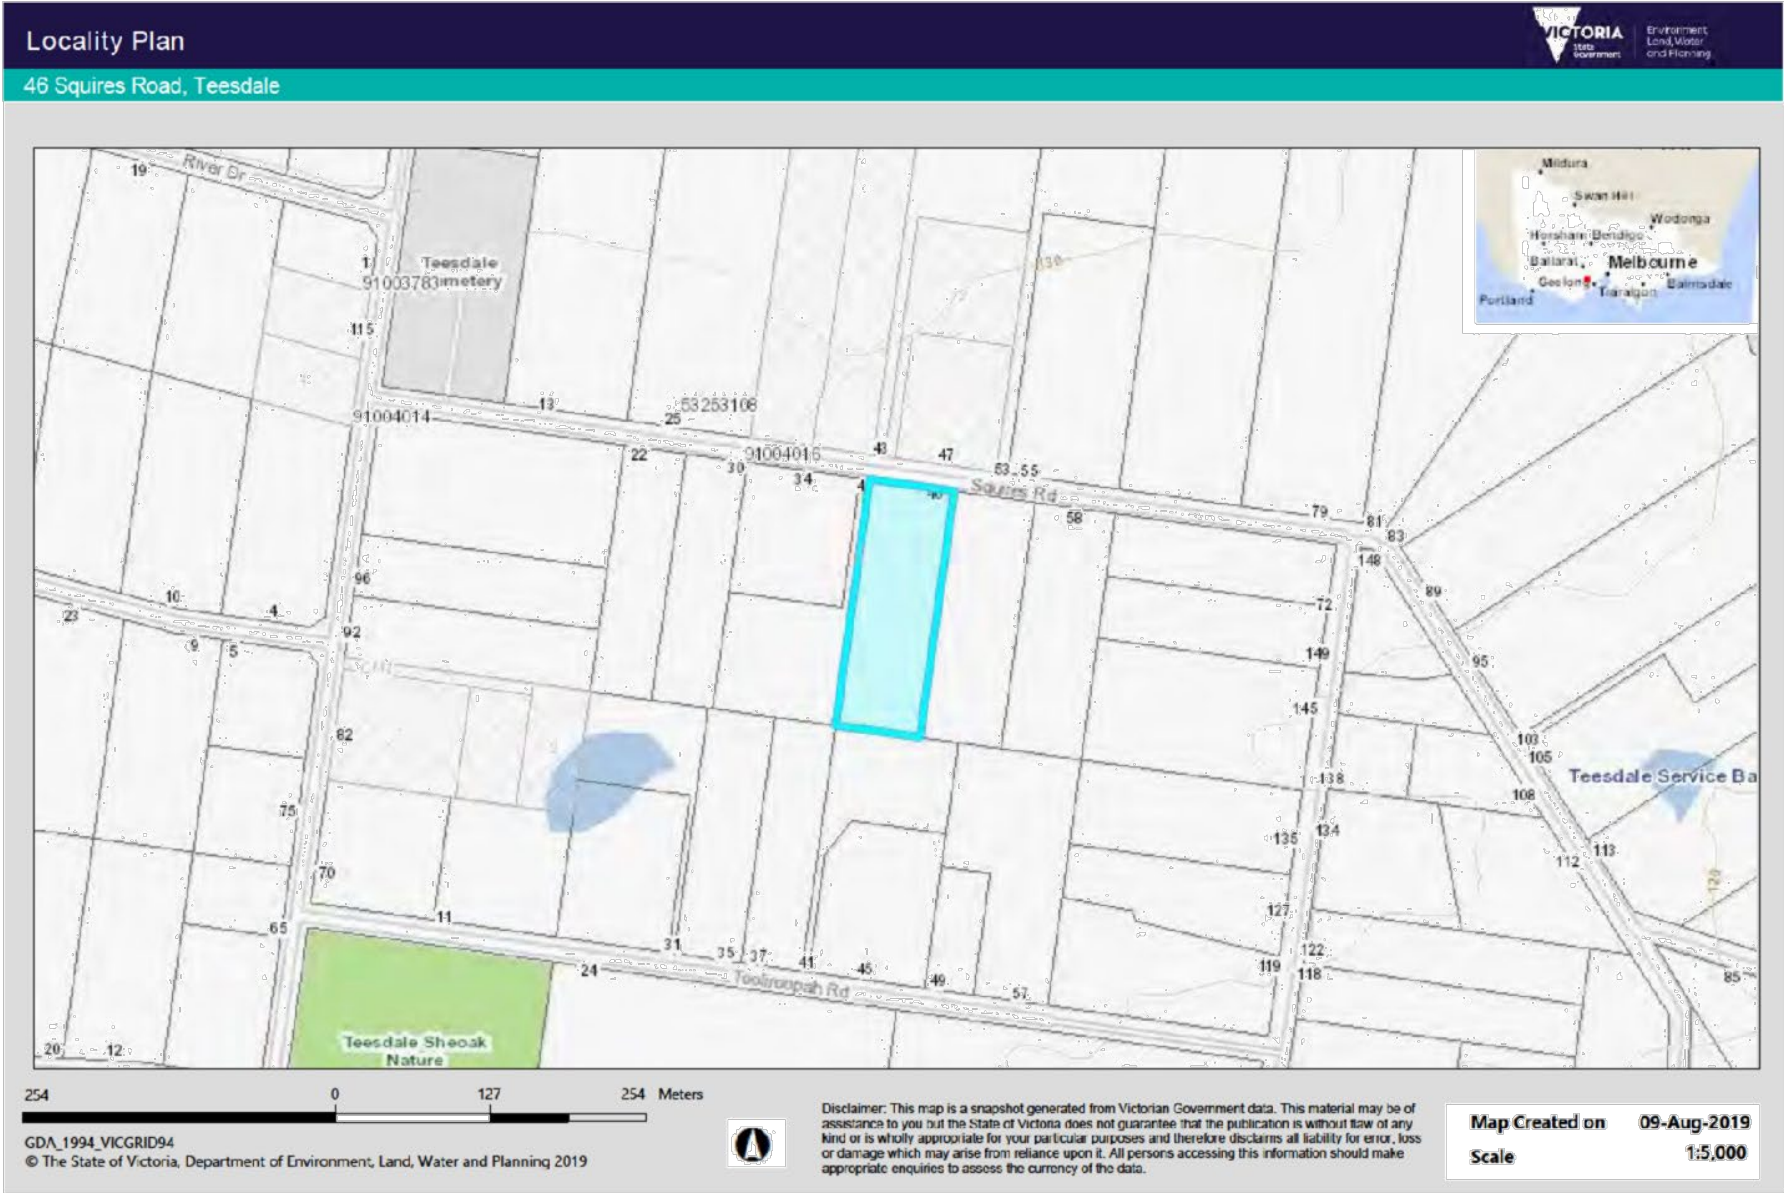 Locality Plan
VICTORIA
State
Government
Environment,
Land, Water
and Planning
46 Squires Road, Teesdale
19
River Dr
Mildura
Swan Hill
Wodonga
Horsham
Bendigo
Ballarat
Melbourne
Geelong
Bairnsdale
Traralgon
Portland
Teesdale
91003783
metery
130
115
13
53253108
25
91004014
43
47
91004016
22
30
34
53
55
Squires Rd
58
79
81
83
148
96
10
4
23
92
9
5
89
72
149
95
145
82
103
105
138
Teesdale Service Ba
108
75
135
134
113
112
70
120
11
127
65
31
35
37
41
45
49
57
24
122
119
118
85
Teesdale Sheoak
Nature
20
12
254
0
127
254
Meters
GDA_1994_VICGRID94
© The State of Victoria, Department of Environment, Land, Water and Planning 2019
Disclaimer: This map is a snapshot generated from Victorian Government data. This material may be of
assistance to you but the State of Victoria does not guarantee that the publication is without flaw of any
kind or is wholly appropriate for your particular purposes and therefore disclaims all liability for error, loss
or damage which may arise from reliance upon it. All persons accessing this information should make
appropriate enquiries to assess the currency of the data.
Map Created on 09-Aug-2019
Scale 1:5,000